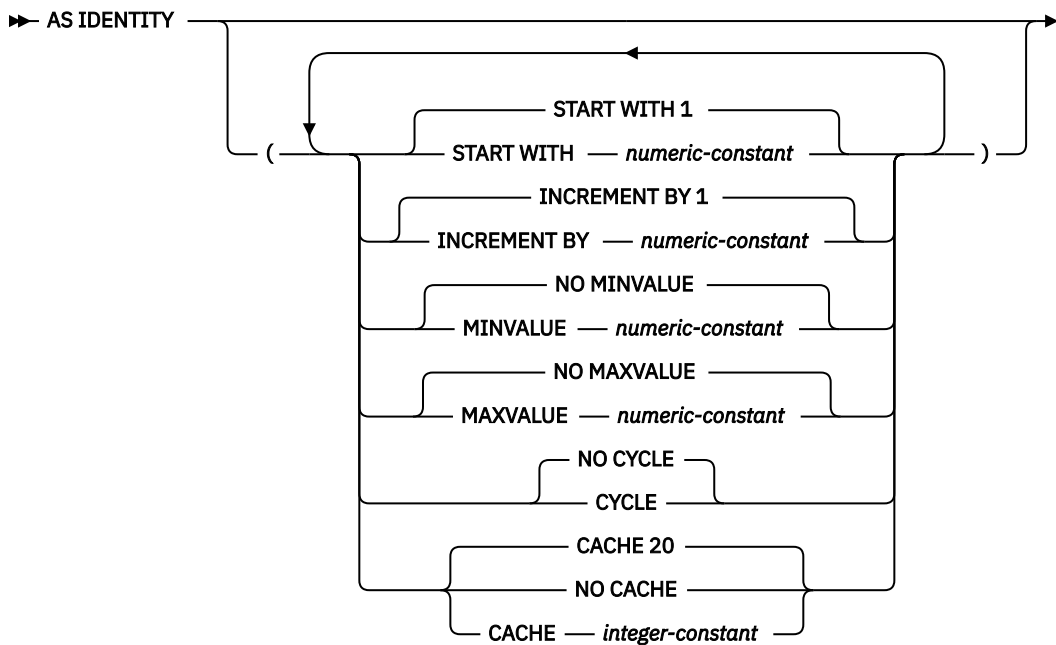 AS IDENTITY
START WITH 1
( START WITH numeric-constant )
INCREMENT BY 1
INCREMENT BY numeric-constant
NO MINVALUE
MINVALUE numeric-constant
NO MAXVALUE
MAXVALUE numeric-constant
NO CYCLE
CYCLE
CACHE 20
NO CACHE
CACHE integer-constant